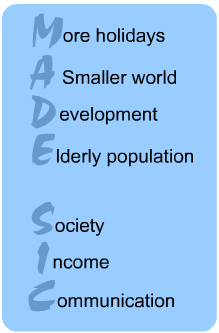 More holidays
A Smaller world
Development
Elderly population
Society
Income
Communication